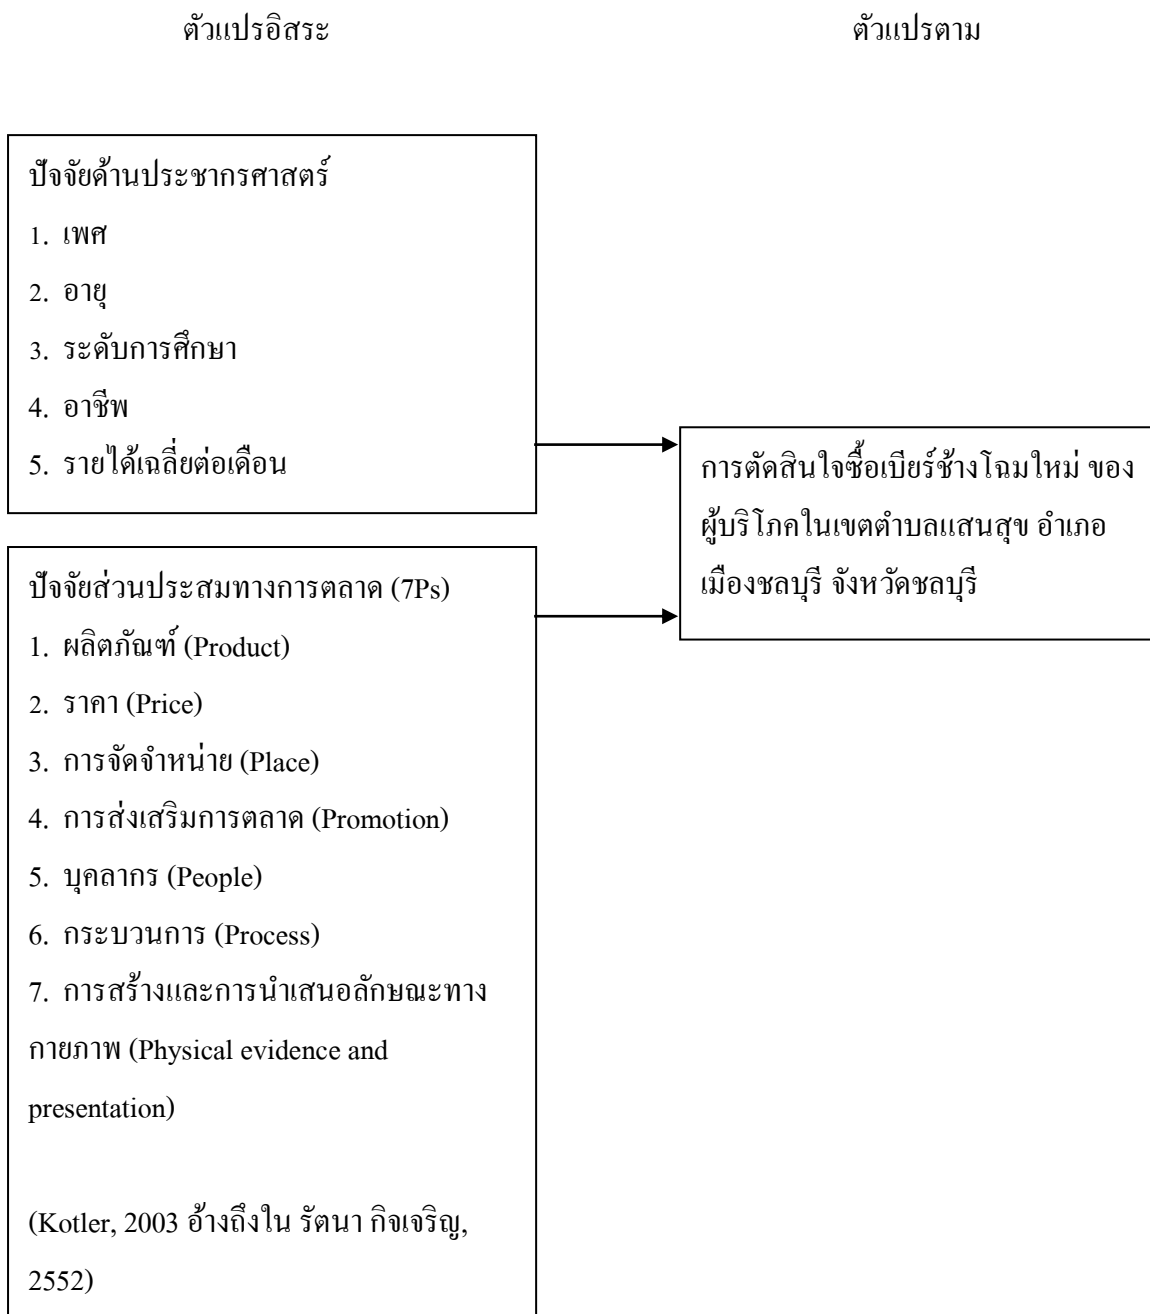 ตัวแปรอิสระ
ตัวแปรตาม
ปัจจัยด้านประชากรศาสตร์
1. เพศ
2. อายุ
3. ระดับการศึกษา
4. อาชีพ
5. รายได้เฉลี่ยต่อเดือน
ปัจจัยส่วนประสมทางการตลาด (7Ps)
1. ผลิตภัณฑ์ (Product)
2. ราคา (Price)
3. การจัดจำหน่าย (Place)
4. การส่งเสริมการตลาด (Promotion)
5. บุคลากร (People)
6. กระบวนการ (Process)
7. การสร้างและการนำเสนอลักษณะทาง
กายภาพ (Physical evidence and
presentation)
(Kotler, 2003 อ้างถึงใน รัตนา กิจเจริญ,
2552)
การตัดสินใจซื้อเบียร์ช้างโฉมใหม่ ของ
ผู้บริโภคในเขตตำบลแสนสุข อำเภอ
เมืองชลบุรี จังหวัดชลบุรี